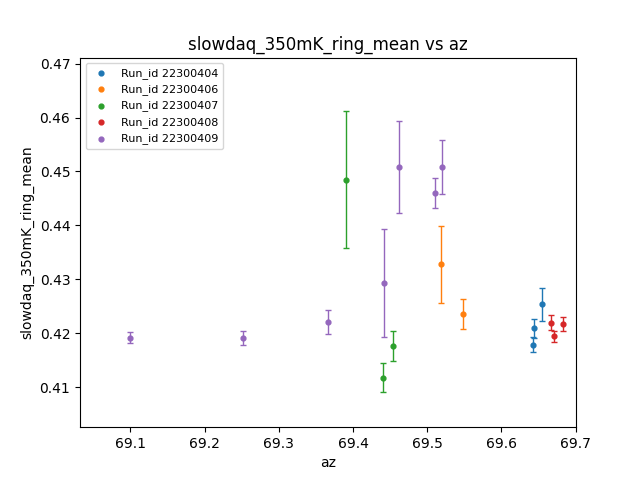 slowdaq_350mK_ring_mean vs az
Run_id 22300404
Run_id 22300406
Run_id 22300407
Run_id 22300408
Run_id 22300409
slowdaq_350mK_ring_mean
0.47
0.46
0.45
0.44
0.43
0.42
0.41
69.1 69.2 69.3 69.4 69.5 69.6 69.7
az